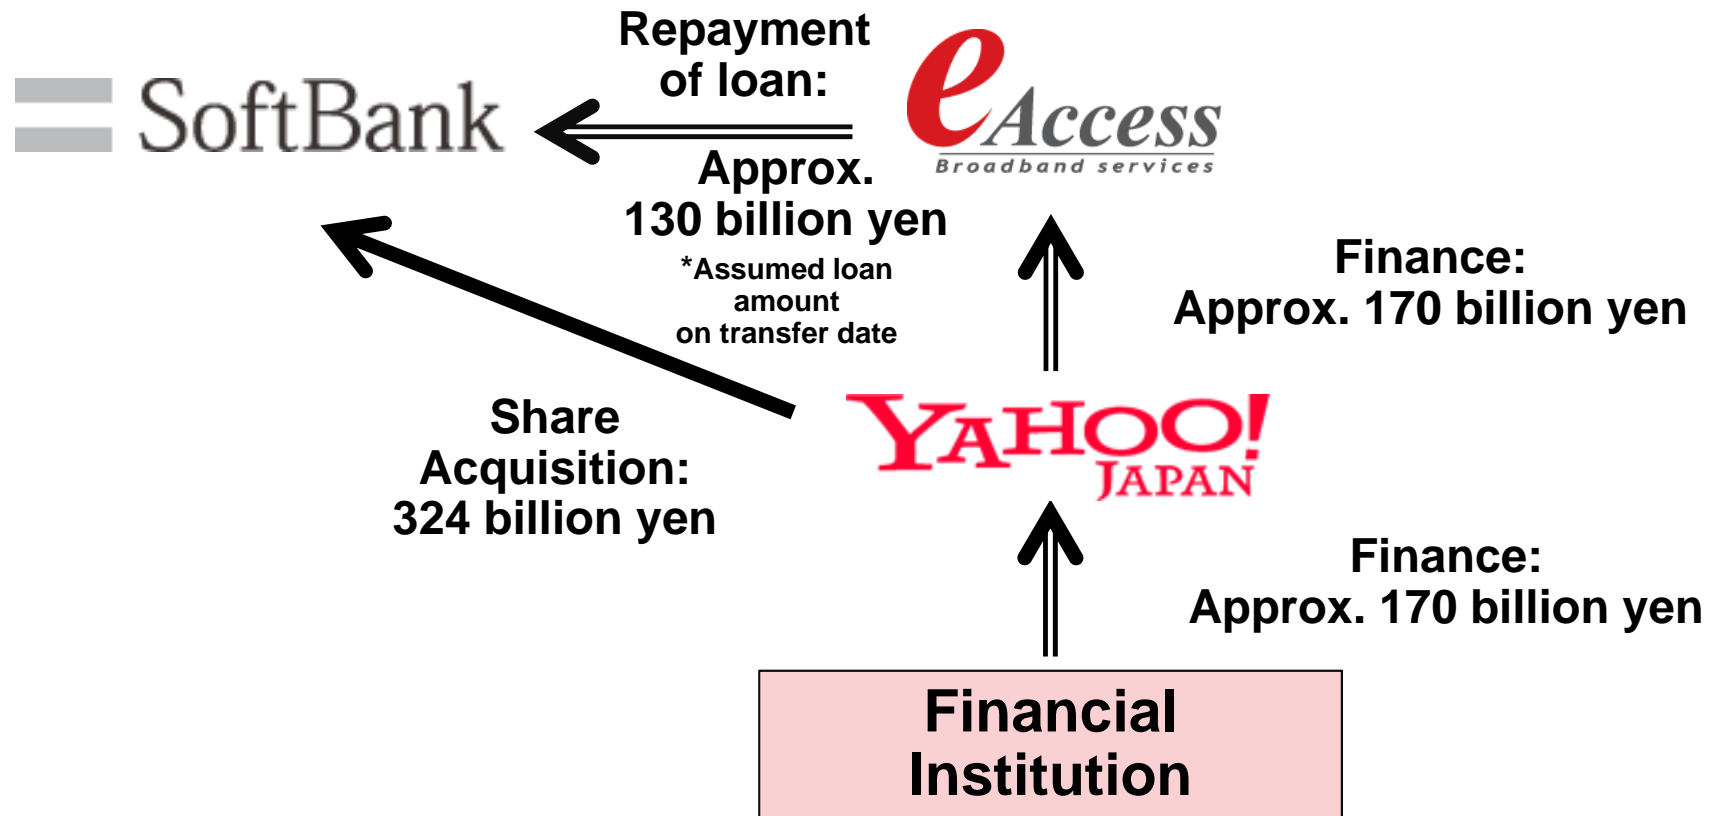 Repayment
of loan:
SoftBank
eAccess
Broadband services
Approx.
130 billion yen
*Assumed loan
amount
on transfer date
Finance:
Approx. 170 billion yen
Share
Acquisition:
324 billion yen
YAHOO!
JAPAN
Finance:
Approx. 170 billion yen
Financial
Institution